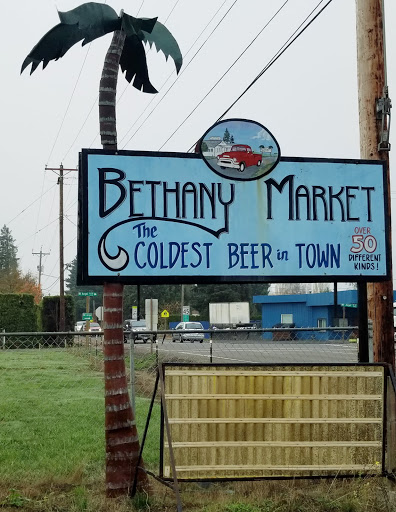 BETHANY MARKET
The
COLDEST BEER in TOWN
OVER
50
DIFFERENT
KINDS!